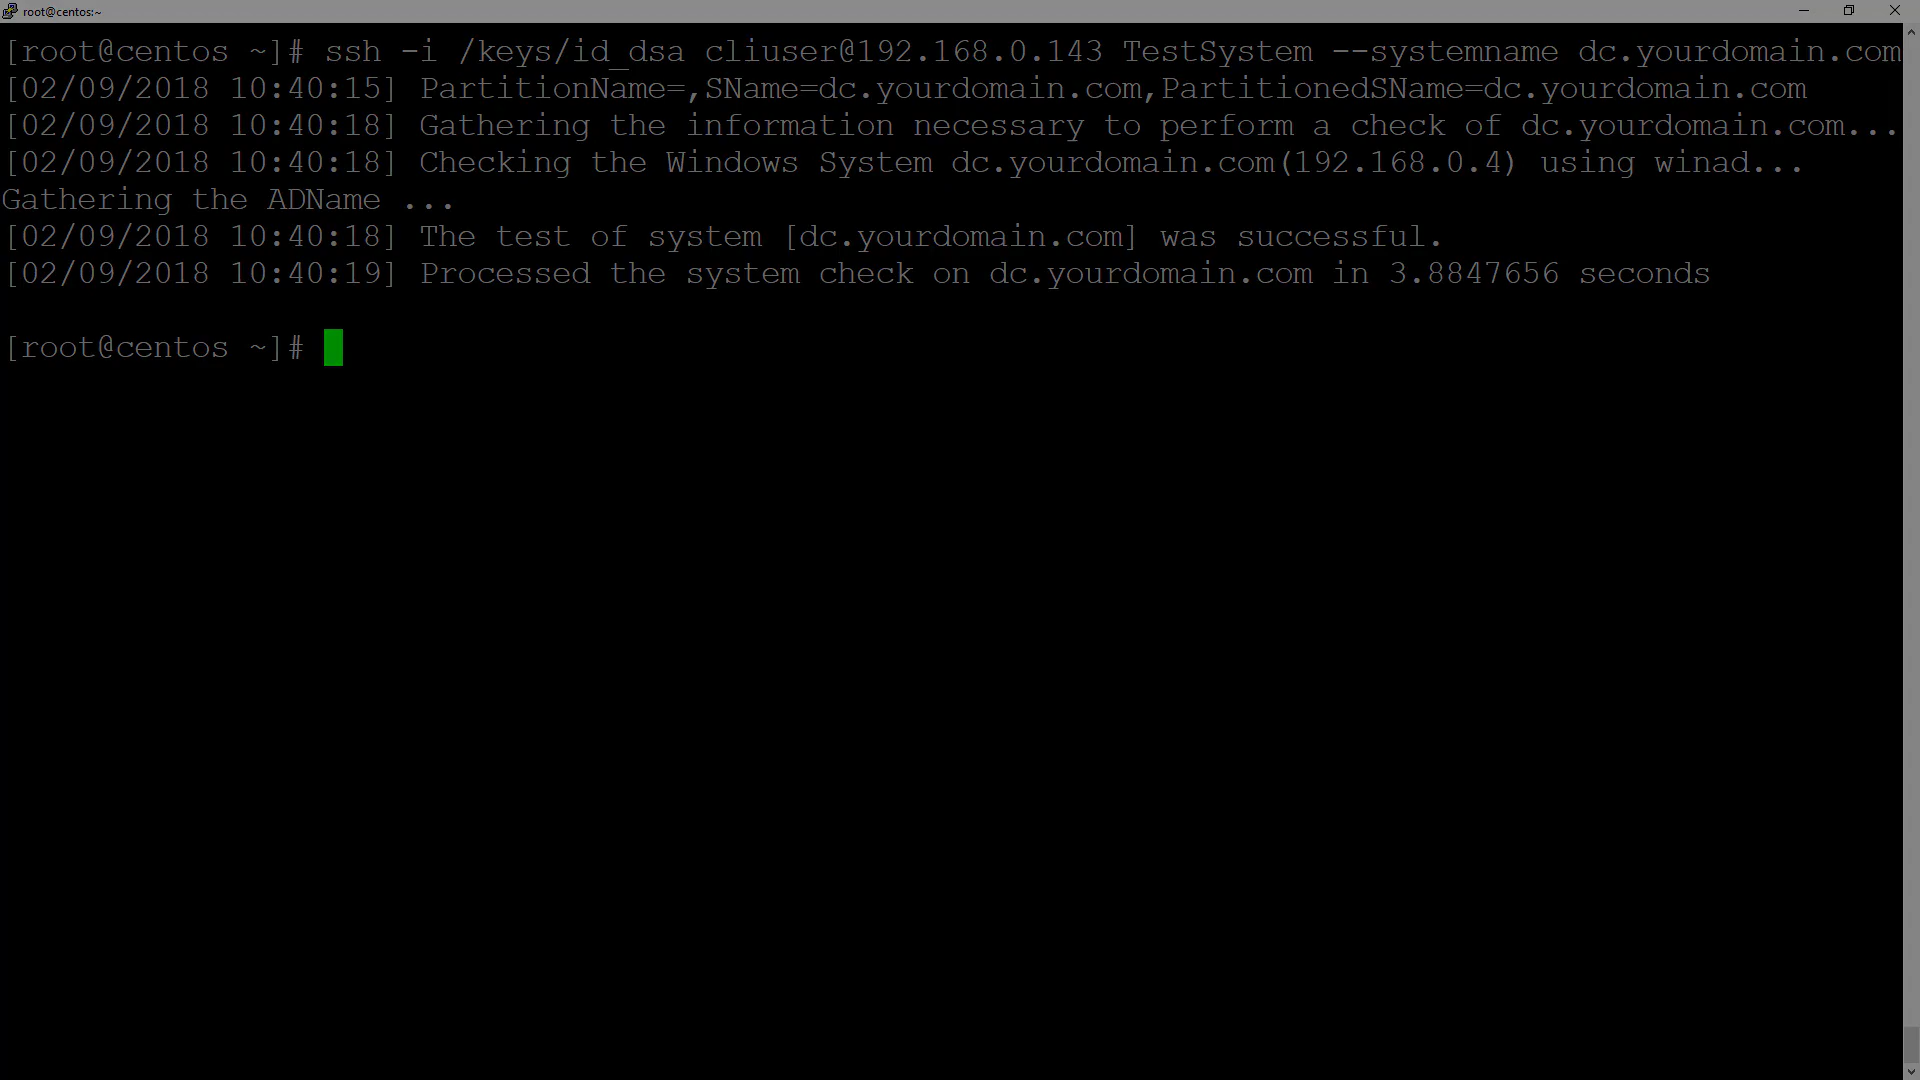 root@centos:~
[root@centos ~]# ssh -i /keys/id_dsa cliuser@192.168.0.143 TestSystem --systemname dc.yourdomain.com
[02/09/2018 10:40:15] PartitionName=,SName=dc.yourdomain.com,PartitionedSName=dc.yourdomain.com
[02/09/2018 10:40:18] Gathering the information necessary to perform a check of dc.yourdomain.com...
[02/09/2018 10:40:18] Checking the Windows System dc.yourdomain.com(192.168.0.4) using winad...
Gathering the ADName ...
[02/09/2018 10:40:18] The test of system [dc.yourdomain.com] was successful.
[02/09/2018 10:40:19] Processed the system check on dc.yourdomain.com in 3.8847656 seconds
[root@centos ~]#